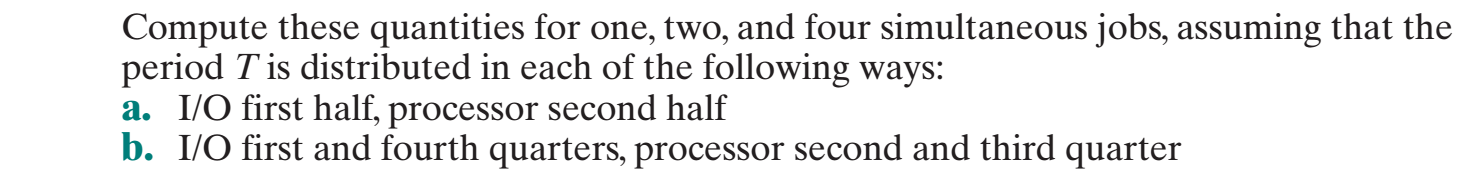 Compute these quantities for one, two, and four simultaneous jobs, assuming that the
period T is distributed in each of the following ways:
a. I/O first half, processor second half
b. I/O first and fourth quarters, processor second and third quarter